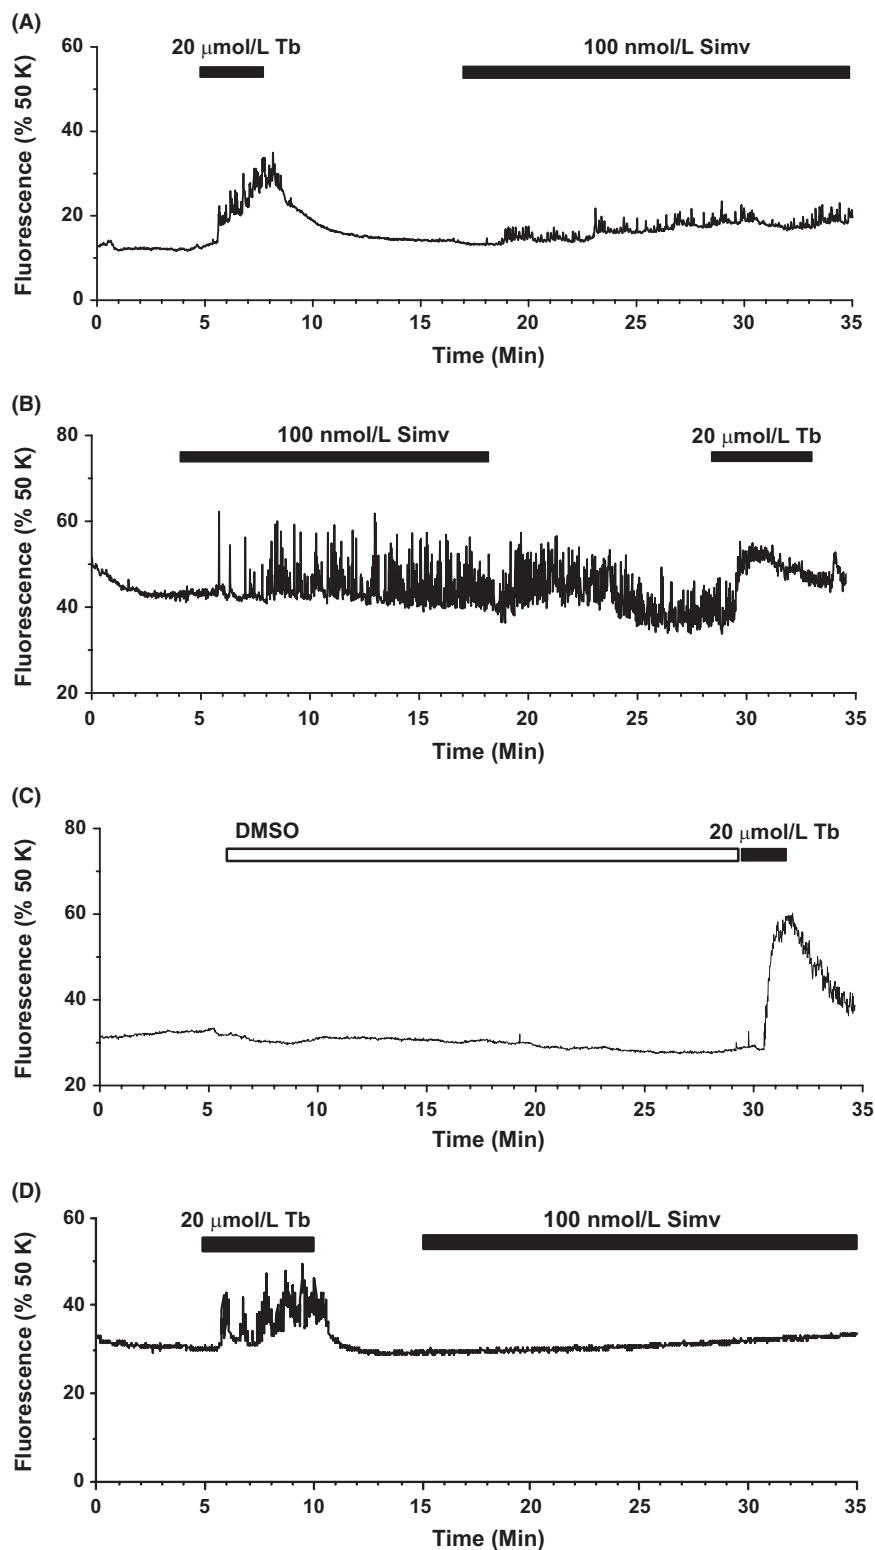 (A)
60
20 μmol/L Tb
100 nmol/L Simv
40
20
0
Fluorescence (% 50 K)
0 5 10 15 20 25 30 35
Time (Min)
(B)
80
100 nmol/L Simv
20 μmol/L Tb
60
40
20
Fluorescence (% 50 K)
0 5 10 15 20 25 30 35
Time (Min)
(C)
80
DMSO
20 μmol/L Tb
60
40
20
Fluorescence (% 50 K)
0 5 10 15 20 25 30 35
Time (Min)
(D)
60
20 μmol/L Tb
100 nmol/L Simv
40
20
0
Fluorescence (% 50 K)
0 5 10 15 20 25 30 35
Time (Min)